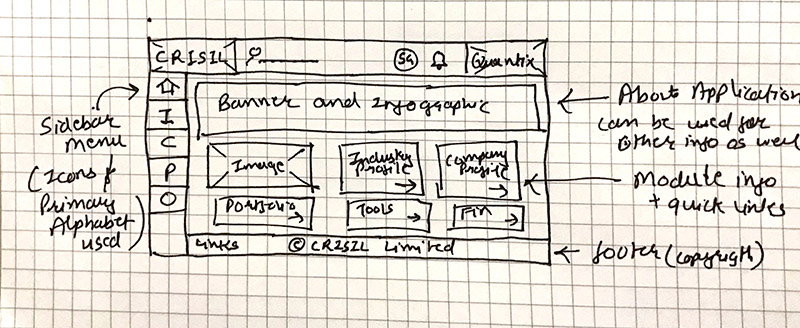 CRISIL SG Quantix
Banner and Infographic
I
C
P
O
Image
Industry Profile
Company Profile
Portfolio
Tools
Fin
Links © CRISIL Limited
Sidebar
menu
(Icons &
Primary
Alphabet
used)
About Application
can be used for
other info as well
Module info
+ quick links
footer (copyright)